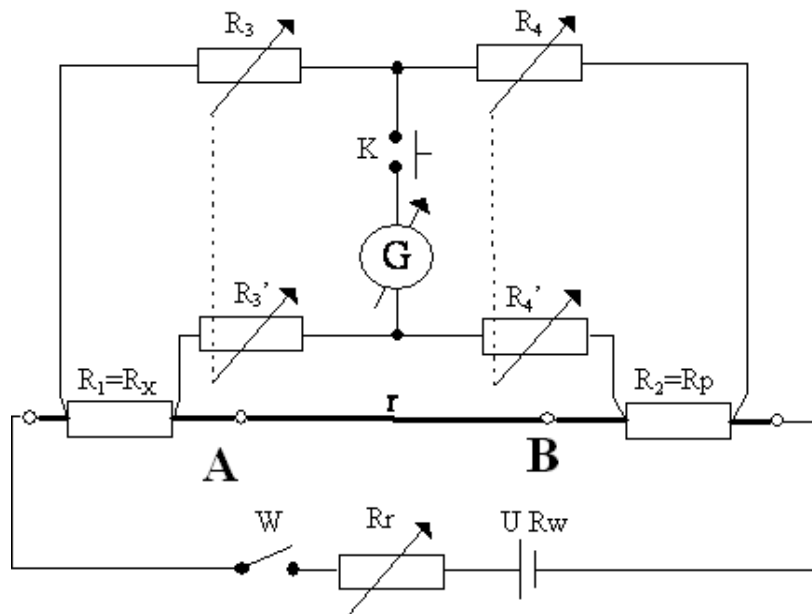 R₃ R₄
K
G
R₃’ R₄’
R₁=Rx R₂=Rp
r
A B
W Rr U Rw